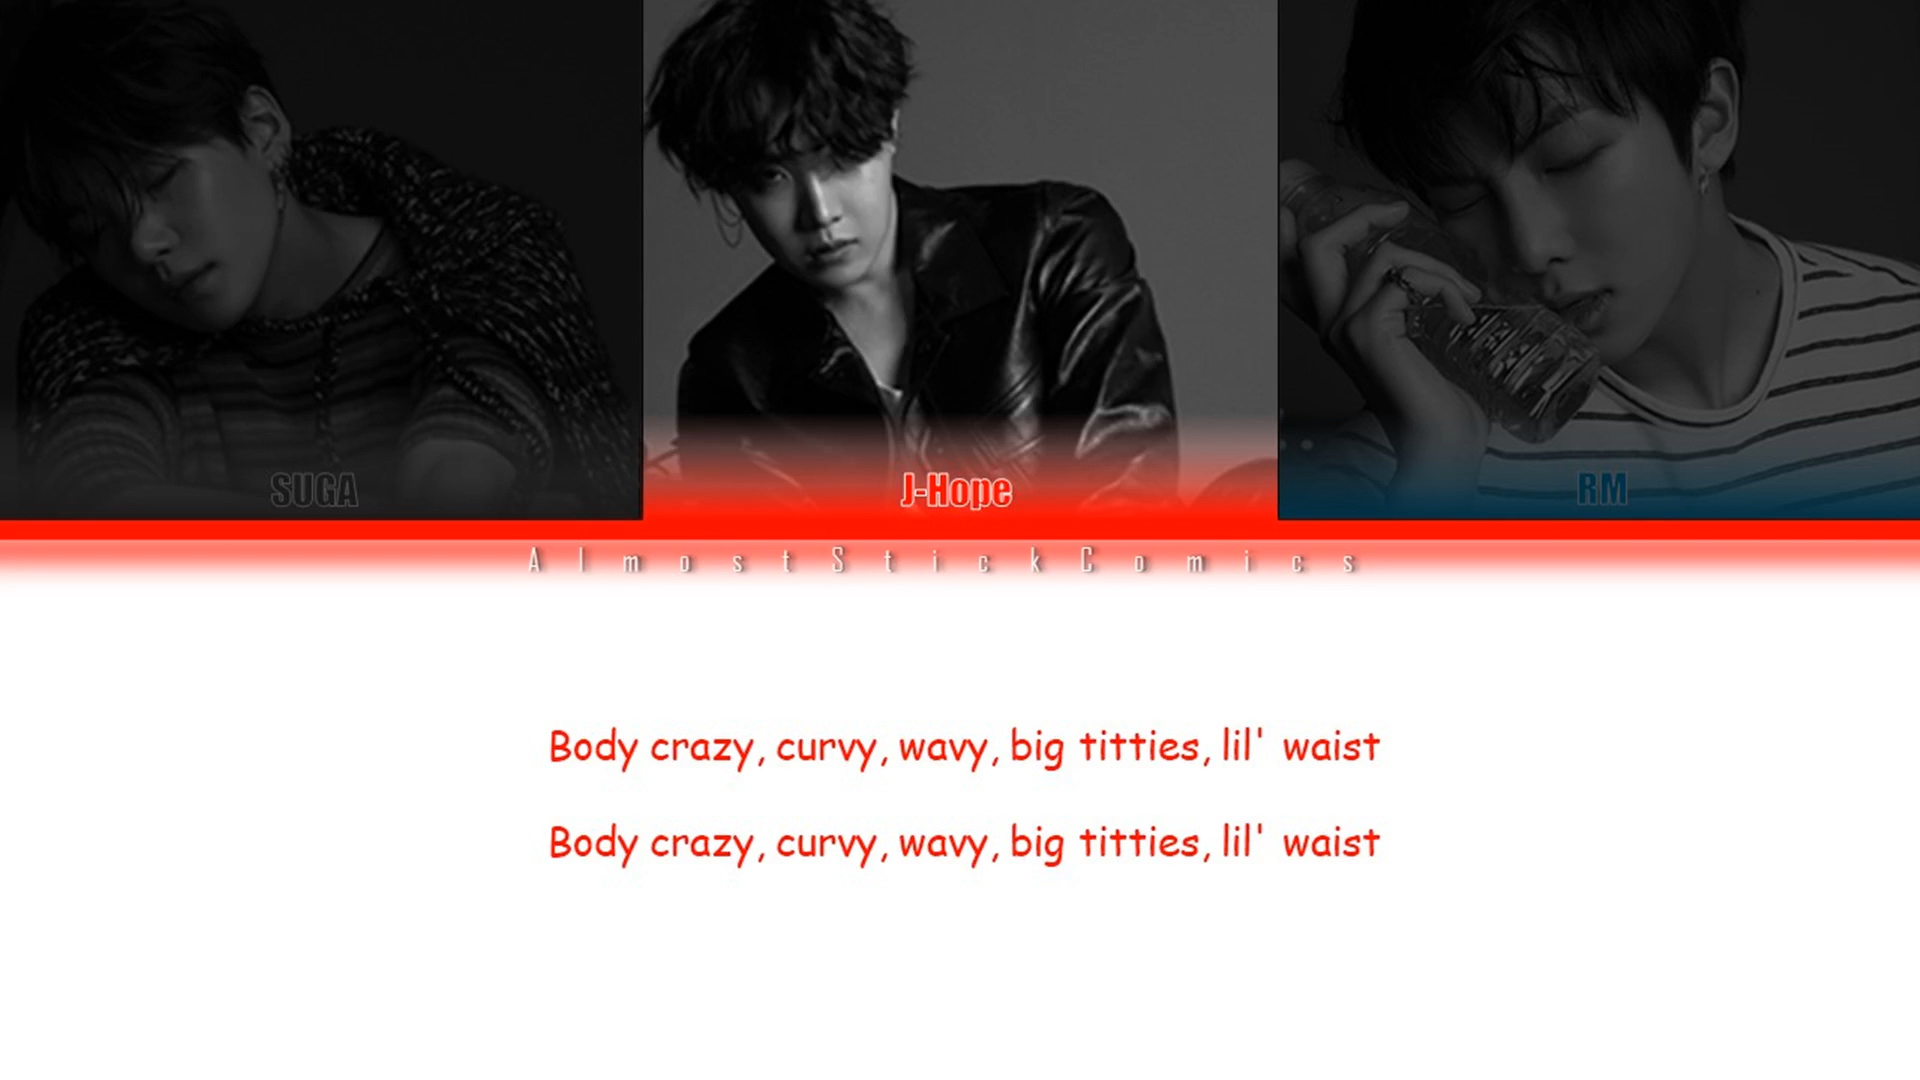 SUGA J-Hope RM
AlmostStickComics
Body crazy, curvy, wavy, big titties, lil' waist
Body crazy, curvy, wavy, big titties, lil' waist